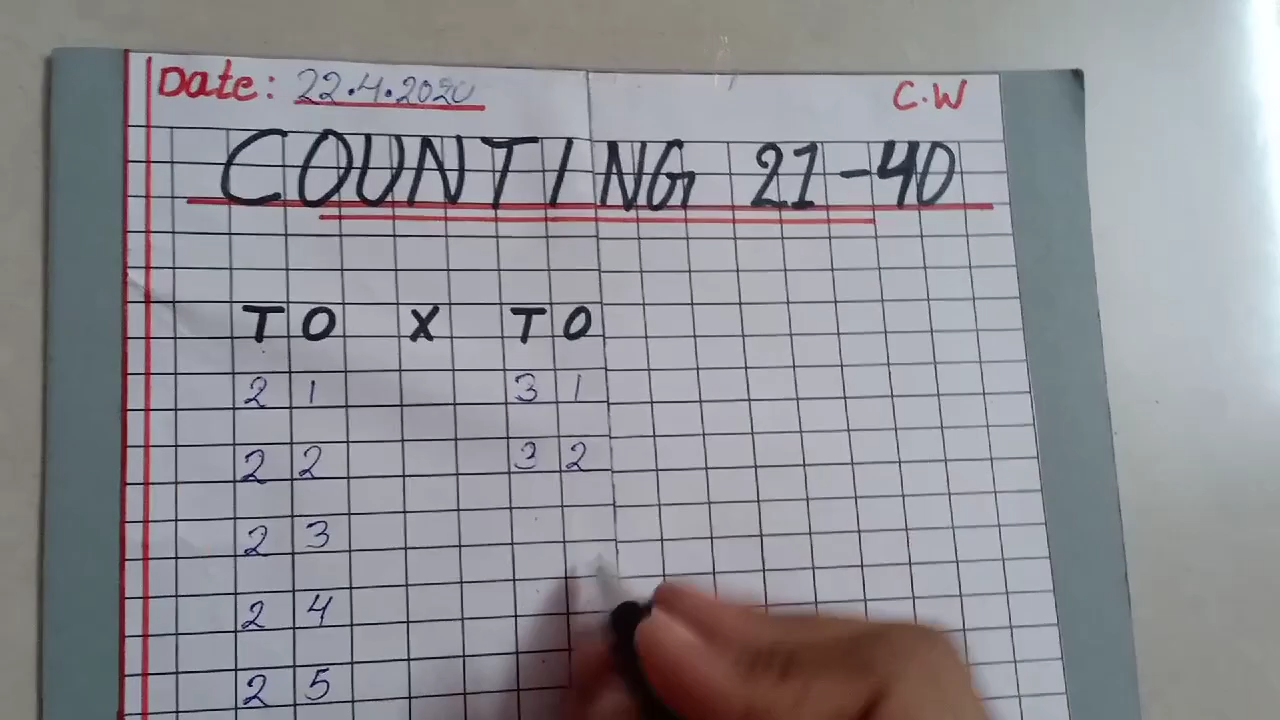 Date: 22.4.2020 C.W
COUNTING 21-40
T O X T O
2 1 3 1
2 2 3 2
2 3
2 4
2 5